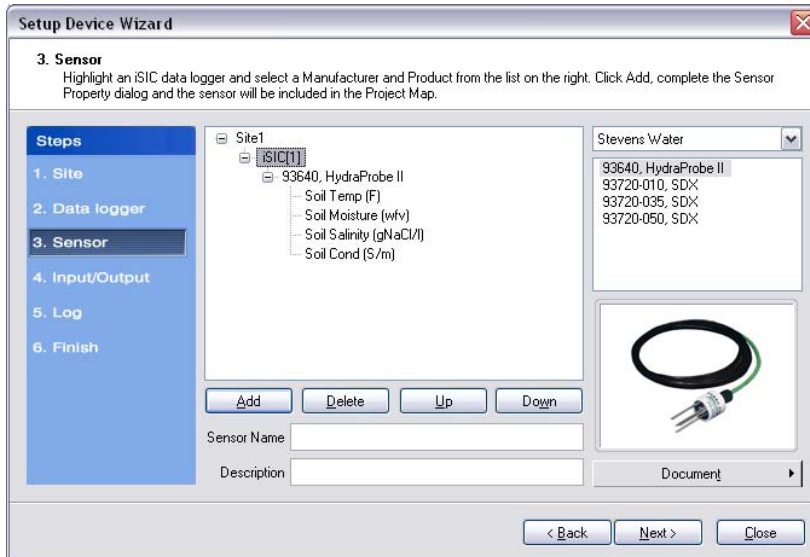 Setup Device Wizard
3. Sensor
Highlight an iSIC data logger and select a Manufacturer and Product from the list on the right. Click Add, complete the Sensor
Property dialog and the sensor will be included in the Project Map.
Steps
1. Site
2. Data logger
3. Sensor
4. Input/Output
5. Log
6. Finish
Site1
iSIC[1]
93640, HydraProbe II
Soil Temp (F)
Soil Moisture (wfv)
Soil Salinity (gNaCl/l)
Soil Cond (S/m)
Add
Delete
Up
Down
Sensor Name
Description
Stevens Water
93640, HydraProbe II
93720-010, SDX
93720-035, SDX
93720-050, SDX
Document
< Back
Next >
Close